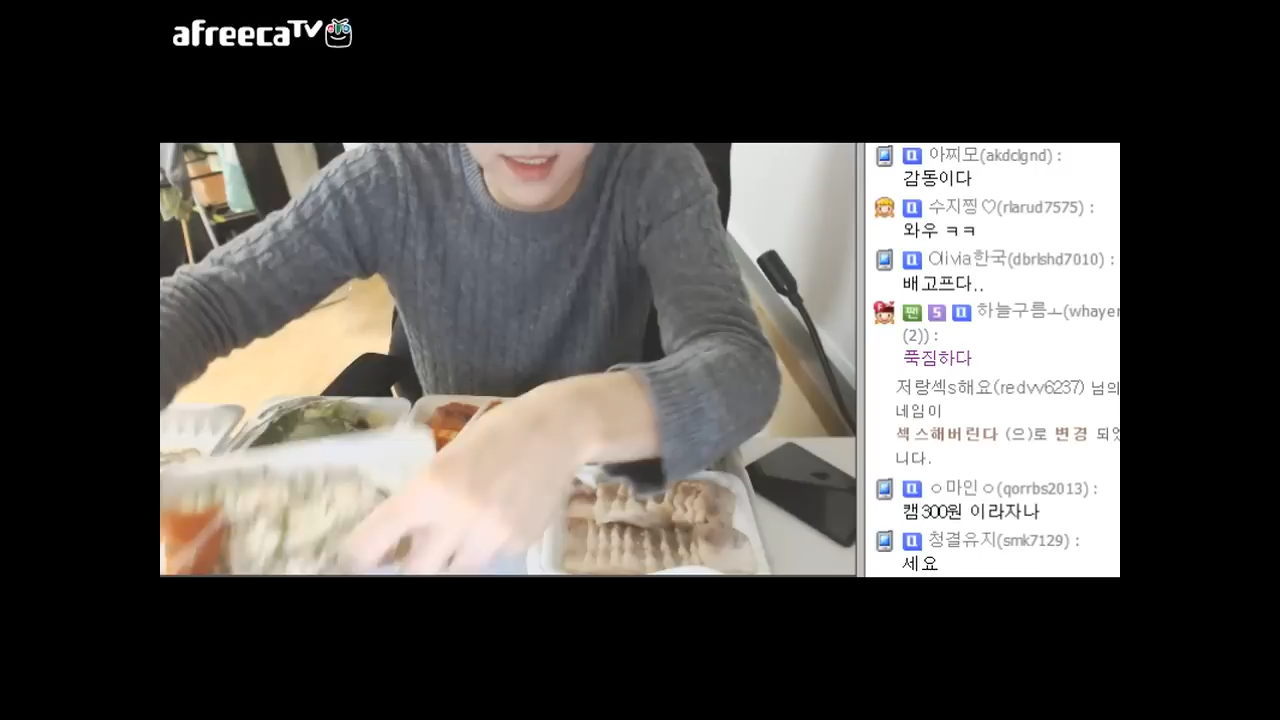 afreecaTV
아찌모(akdclgnd) :
감동이다
수지찡♡(rlarud7575) :
와우 ㅋㅋ
Olivia한국(dbrlshd7010) :
배고프다..
팬 S 하늘구름ㅗ(whayer
(2)) :
푹짐하다
저랑섹s해요(redvv6237) 님의
네임이
섹스해버린다 (으)로 변경 되었
니다.
ㅇ마인ㅇ(qorrbs2013) :
캠300원 이라자나
청결유지(smk7129) :
세요